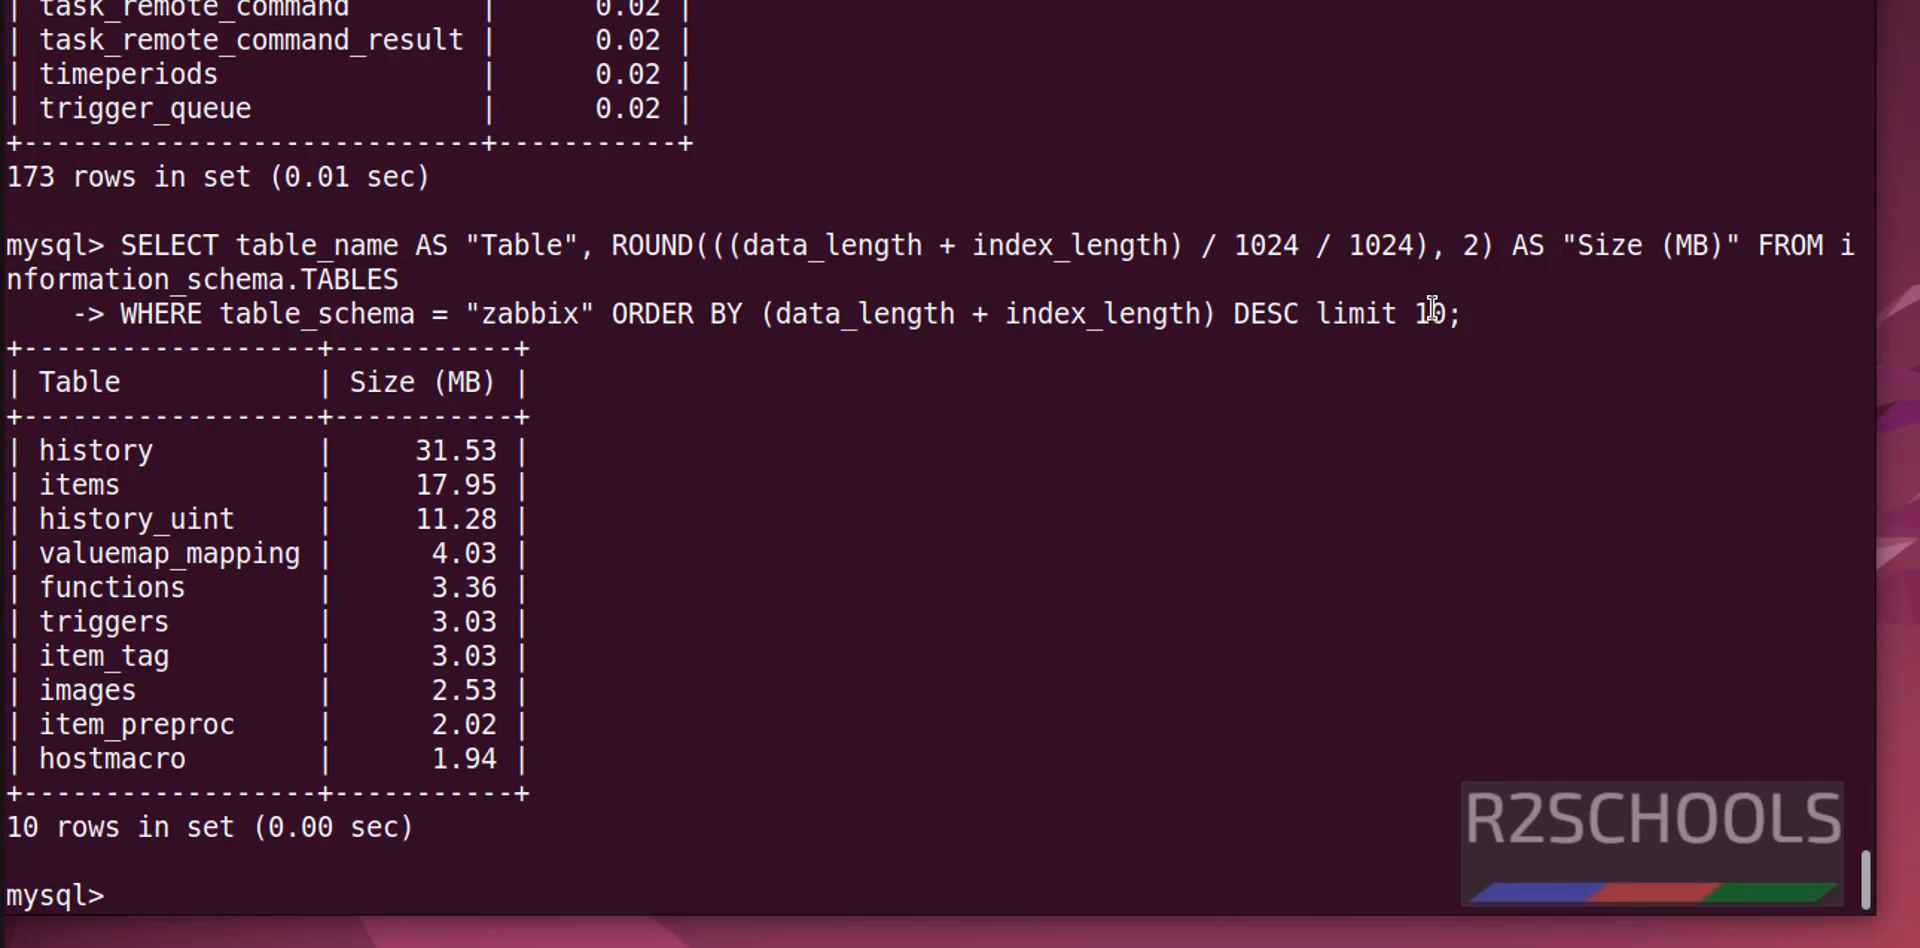 | task_remote_command        |      0.02 |
| task_remote_command_result |      0.02 |
| timeperiods                |      0.02 |
| trigger_queue              |      0.02 |
+----------------------------+-----------+
173 rows in set (0.01 sec)
mysql> SELECT table_name AS "Table", ROUND(((data_length + index_length) / 1024 / 1024), 2) AS "Size (MB)" FROM i
nformation_schema.TABLES
    -> WHERE table_schema = "zabbix" ORDER BY (data_length + index_length) DESC limit 10;
+------------------+-----------+
| Table            | Size (MB) |
+------------------+-----------+
| history          |     31.53 |
| items            |     17.95 |
| history_uint     |     11.28 |
| valuemap_mapping |      4.03 |
| functions        |      3.36 |
| triggers         |      3.03 |
| item_tag         |      3.03 |
| images           |      2.53 |
| item_preproc     |      2.02 |
| hostmacro        |      1.94 |
+------------------+-----------+
10 rows in set (0.00 sec)
R2SCHOOLS
mysql>